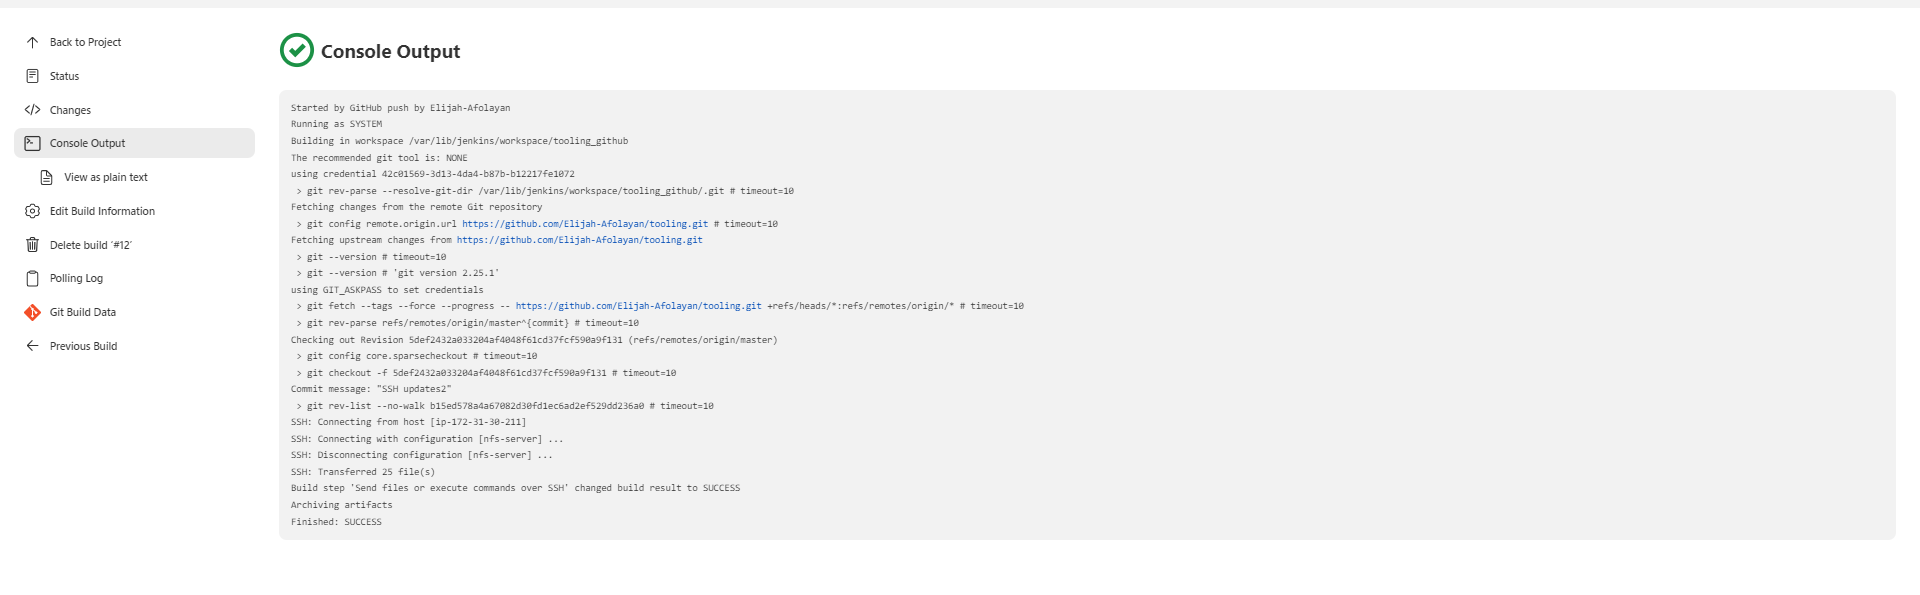 Back to Project
Status
Changes
Console Output
View as plain text
Edit Build Information
Delete build ‘#12’
Polling Log
Git Build Data
Previous Build
Console Output
Started by GitHub push by Elijah-Afolayan
Running as SYSTEM
Building in workspace /var/lib/jenkins/workspace/tooling_github
The recommended git tool is: NONE
using credential 42c01569-3d13-4da4-b87b-b12217fe1072
 > git rev-parse --resolve-git-dir /var/lib/jenkins/workspace/tooling_github/.git # timeout=10
Fetching changes from the remote Git repository
 > git config remote.origin.url https://github.com/Elijah-Afolayan/tooling.git # timeout=10
Fetching upstream changes from https://github.com/Elijah-Afolayan/tooling.git
 > git --version # timeout=10
 > git --version # 'git version 2.25.1'
using GIT_ASKPASS to set credentials
 > git fetch --tags --force --progress -- https://github.com/Elijah-Afolayan/tooling.git +refs/heads/*:refs/remotes/origin/* # timeout=10
 > git rev-parse refs/remotes/origin/master^{commit} # timeout=10
Checking out Revision 5def2432a033204af4048f61cd37fcf590a9f131 (refs/remotes/origin/master)
 > git config core.sparsecheckout # timeout=10
 > git checkout -f 5def2432a033204af4048f61cd37fcf590a9f131 # timeout=10
Commit message: "SSH updates2"
 > git rev-list --no-walk b15ed578a4a67082d30fd1ec6ad2ef529dd236a0 # timeout=10
SSH: Connecting from host [ip-172-31-30-211]
SSH: Connecting with configuration [nfs-server] ...
SSH: Disconnecting configuration [nfs-server] ...
SSH: Transferred 25 file(s)
Build step 'Send files or execute commands over SSH' changed build result to SUCCESS
Archiving artifacts
Finished: SUCCESS